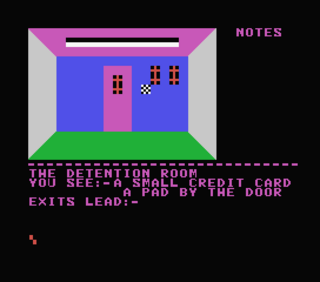 NOTES
THE DETENTION ROOM
YOU SEE:-A SMALL CREDIT CARD
A PAD BY THE DOOR
EXITS LEAD:-